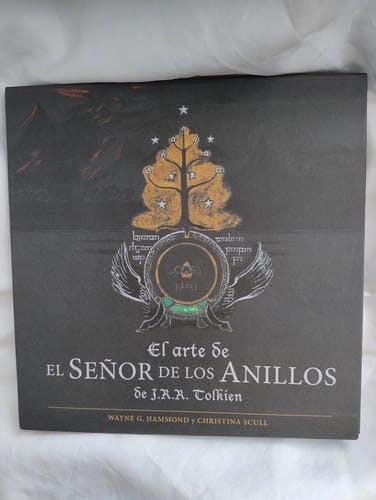 El arte de
EL SEÑOR DE LOS ANILLOS
de J.R.R. Tolkien
WAYNE G. HAMMOND y CHRISTINA SCULL